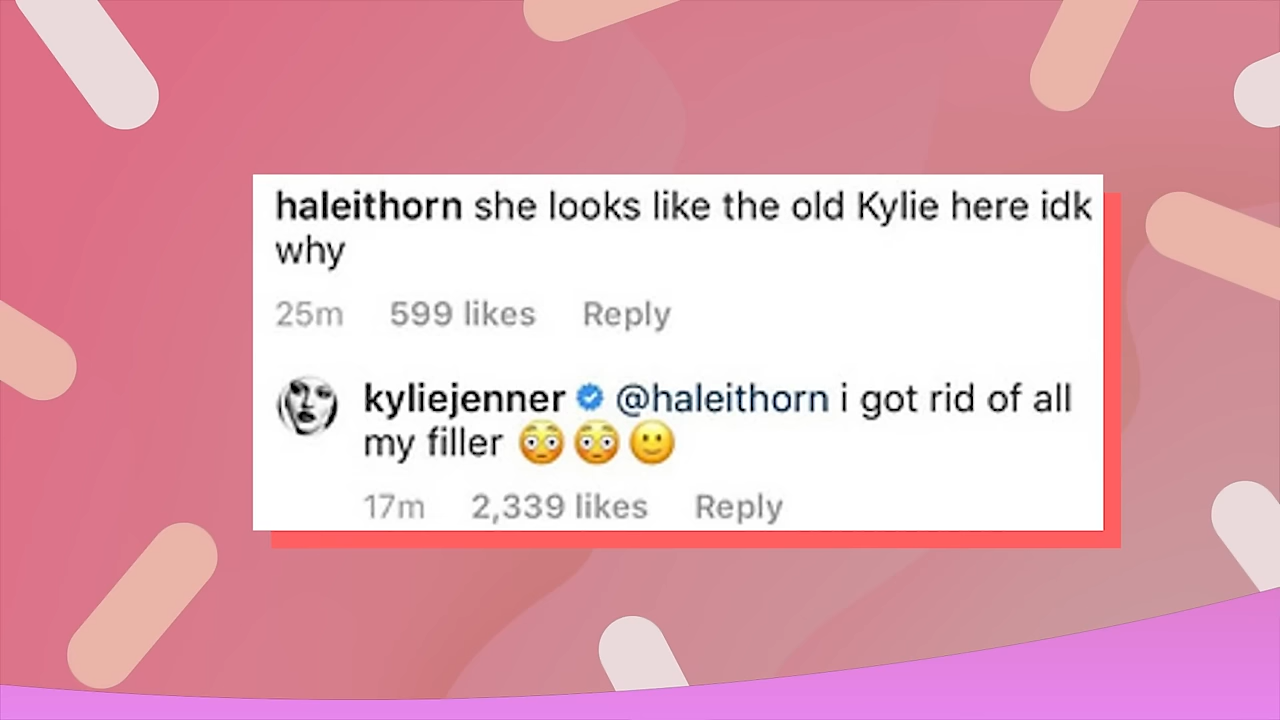 haleithorn she looks like the old Kylie here idk
why
25m 599 likes Reply
kyliejenner @haleithorn i got rid of all
my filler 😳😳🙂
17m 2,339 likes Reply